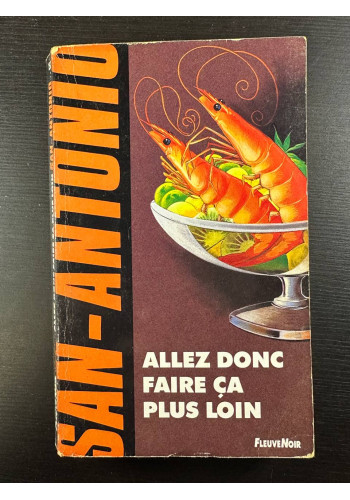 SAN-ANTONIO
ALLEZ DONC
FAIRE ÇA
PLUS LOIN
FLEUVE NOIR